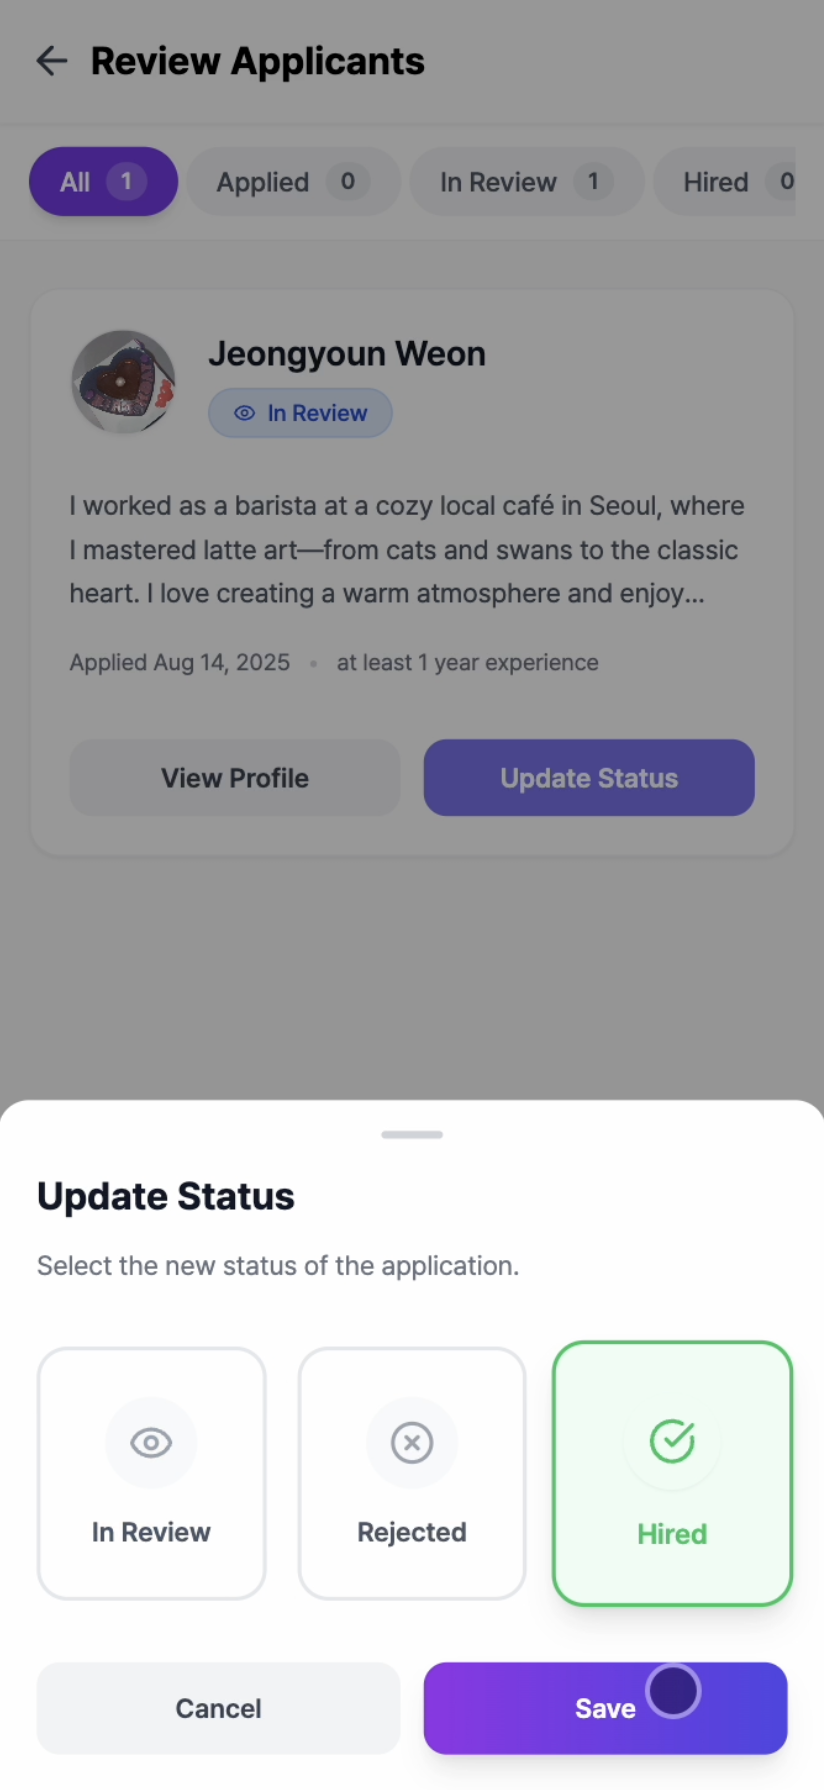 Review Applicants
All 1
Applied 0
In Review 1
Hired 0
Jeongyoun Weon
In Review
I worked as a barista at a cozy local café in Seoul, where
I mastered latte art—from cats and swans to the classic
heart. I love creating a warm atmosphere and enjoy...
Applied Aug 14, 2025 • at least 1 year experience
View Profile
Update Status
Update Status
Select the new status of the application.
In Review
Rejected
Hired
Cancel
Save